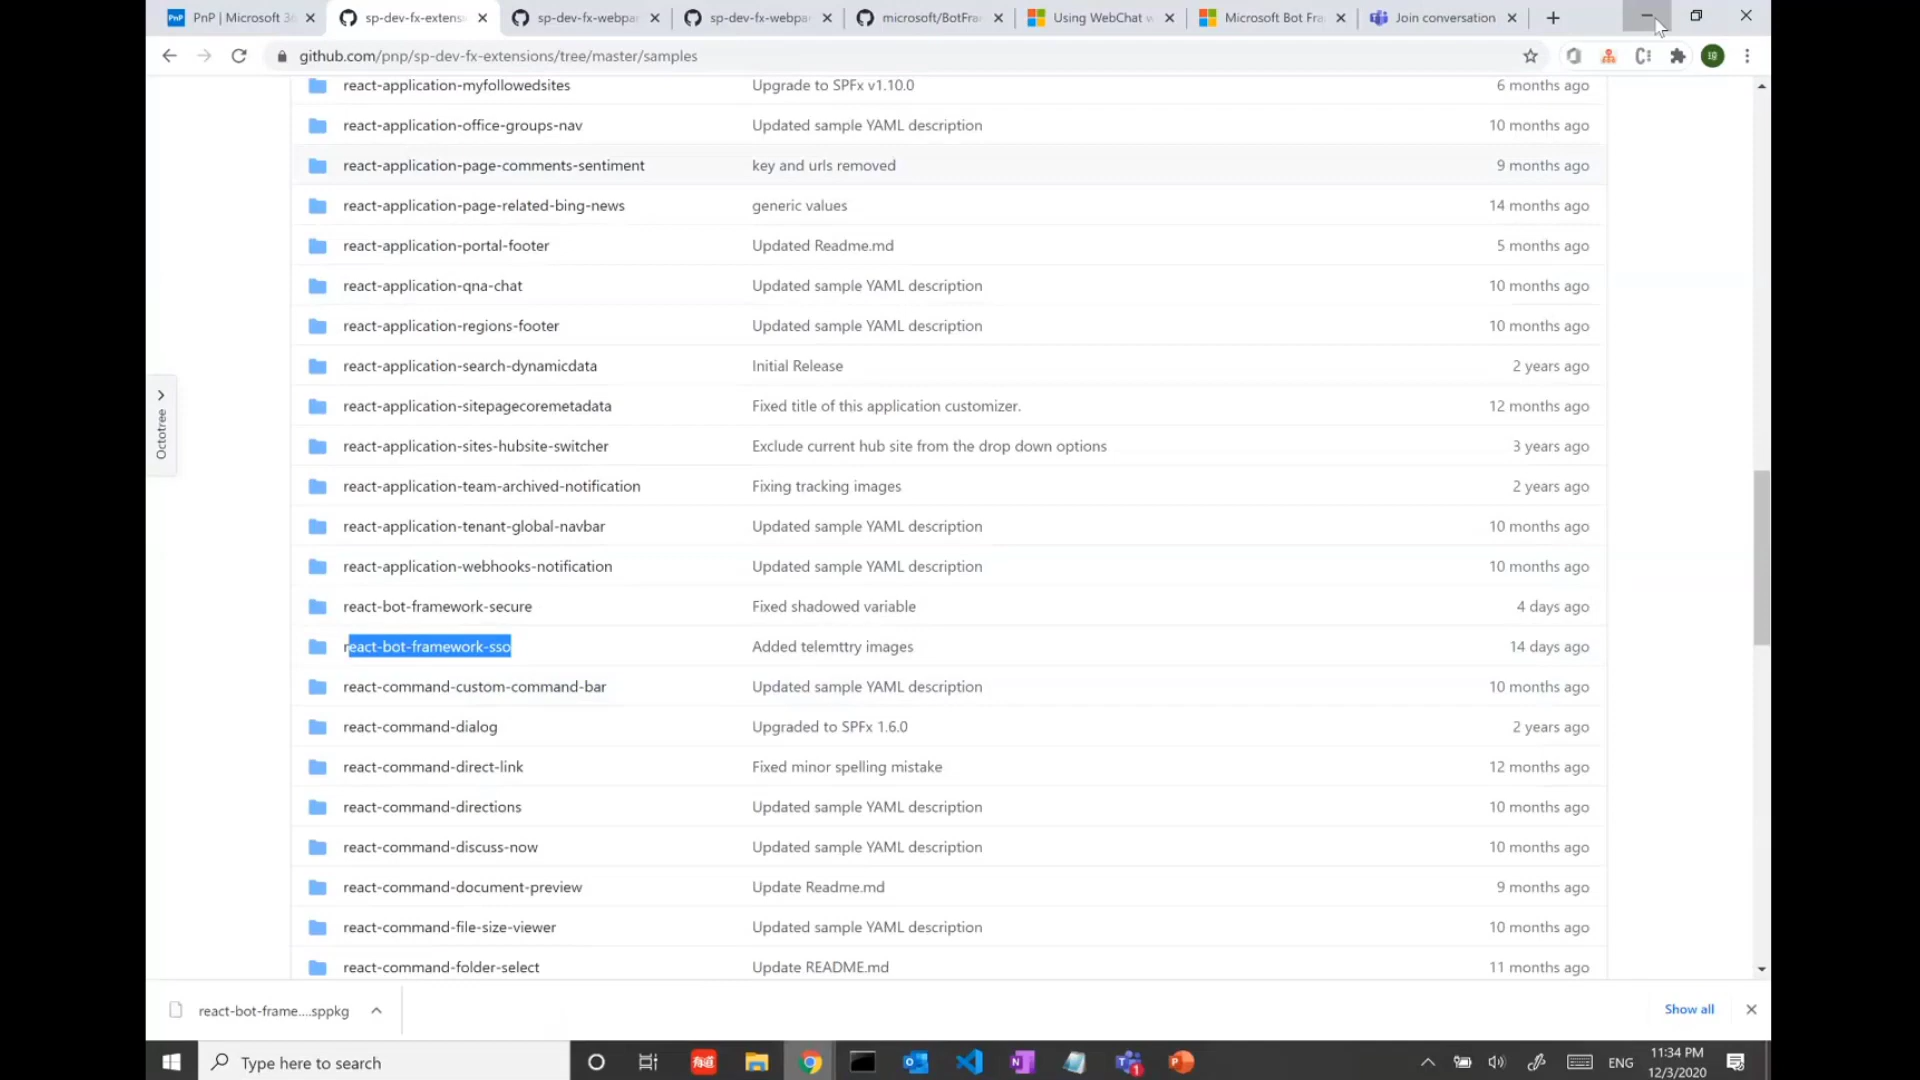 PnP | Microsoft 36
sp-dev-fx-extensi
sp-dev-fx-webpa
sp-dev-fx-webpa
microsoft/BotFra
Using WebChat w
Microsoft Bot Fra
Join conversation
github.com/pnp/sp-dev-fx-extensions/tree/master/samples
react-application-myfollowedsites Upgrade to SPFx v1.10.0 6 months ago
react-application-office-groups-nav Updated sample YAML description 10 months ago
react-application-page-comments-sentiment key and urls removed 9 months ago
react-application-page-related-bing-news generic values 14 months ago
react-application-portal-footer Updated Readme.md 5 months ago
react-application-qna-chat Updated sample YAML description 10 months ago
react-application-regions-footer Updated sample YAML description 10 months ago
react-application-search-dynamicdata Initial Release 2 years ago
react-application-sitepagecoremetadata Fixed title of this application customizer. 12 months ago
react-application-sites-hubsite-switcher Exclude current hub site from the drop down options 3 years ago
react-application-team-archived-notification Fixing tracking images 2 years ago
react-application-tenant-global-navbar Updated sample YAML description 10 months ago
react-application-webhooks-notification Updated sample YAML description 10 months ago
react-bot-framework-secure Fixed shadowed variable 4 days ago
react-bot-framework-sso Added telemttry images 14 days ago
react-command-custom-command-bar Updated sample YAML description 10 months ago
react-command-dialog Upgraded to SPFx 1.6.0 2 years ago
react-command-direct-link Fixed minor spelling mistake 12 months ago
react-command-directions Updated sample YAML description 10 months ago
react-command-discuss-now Updated sample YAML description 10 months ago
react-command-document-preview Update Readme.md 9 months ago
react-command-file-size-viewer Updated sample YAML description 10 months ago
react-command-folder-select Update README.md 11 months ago
Octotree
react-bot-frame....sppkg
Show all
Type here to search
有道
1
ENG
11:34 PM
12/3/2020